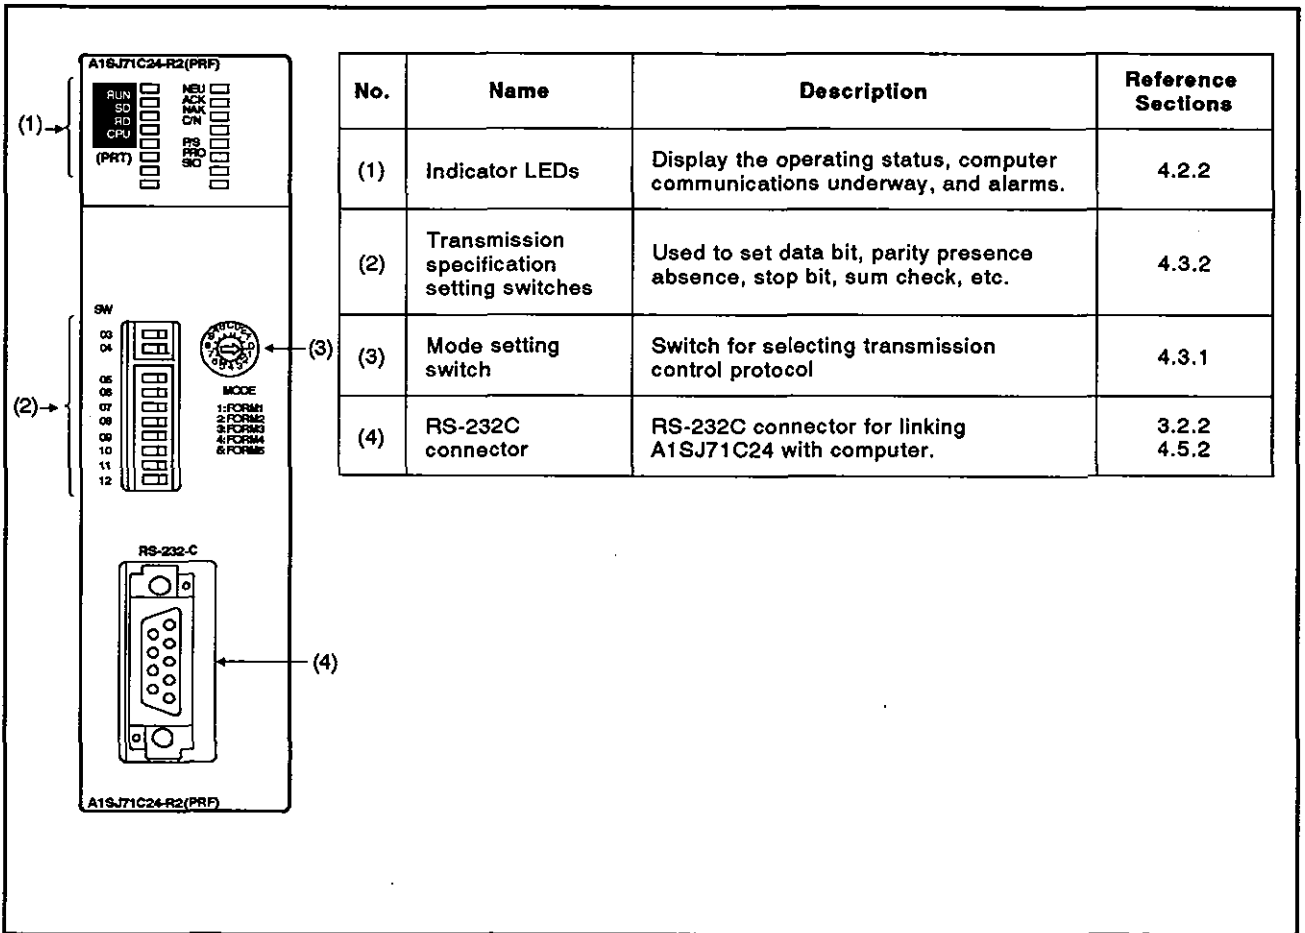 A1SJ71C24-R2(PRF)
RUN
SD
RD
CPU
(PRT)
NEU
ACK
NAK
C/N
P/S
PRO
SIO
(1)
SW
03
04
05
06
07
08
09
10
11
12
(2)
(3)
MODE
1:FORM1
2:FORM2
3:FORM3
4:FORM4
5:FORM5
RS-232-C
(4)
A1SJ71C24-R2(PRF)
No. Name Description Reference Sections
(1) Indicator LEDs Display the operating status, computer communications underway, and alarms. 4.2.2
(2) Transmission specification setting switches Used to set data bit, parity presence absence, stop bit, sum check, etc. 4.3.2
(3) Mode setting switch Switch for selecting transmission control protocol 4.3.1
(4) RS-232C connector RS-232C connector for linking A1SJ71C24 with computer. 3.2.2 4.5.2